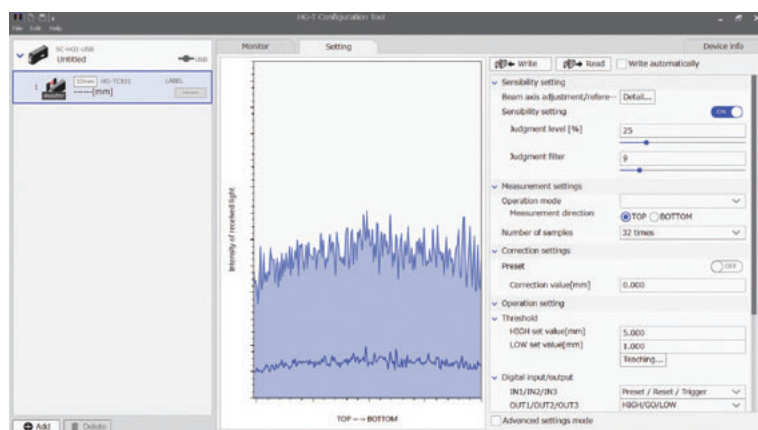 HG-T Configuration Tool
File Edit Help
SC-HG1-USB
Untitled
USB
Monitor
Setting
Device info
1
master
10mm
HG-TC101
LABEL
------[mm]
Write
Read
Write automatically
Sensibility setting
Beam axis adjustment/refere...
Detail...
Sensibility setting
ON
Judgment level [%]
25
Judgment filter
9
Measurement settings
Operation mode
Measurement direction
TOP
BOTTOM
Number of samples
32 times
Correction settings
Preset
OFF
Correction value[mm]
0.000
Operation setting
Threshold
HIGH set value[mm]
5.000
LOW set value[mm]
1.000
Teaching...
Digital input/output
IN1/IN2/IN3
Preset / Reset / Trigger
OUT1/OUT2/OUT3
HIGH/GO/LOW
Advanced settings mode
Intensity of received light
TOP ←→ BOTTOM
Add
Delete